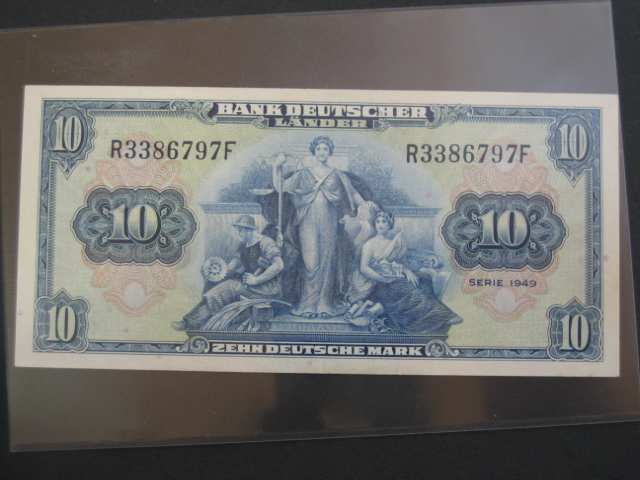 BANK DEUTSCHER
LÄNDER
10 10
R3386797F R3386797F
10 10
SERIE 1949
10 10
ZEHN DEUTSCHE MARK